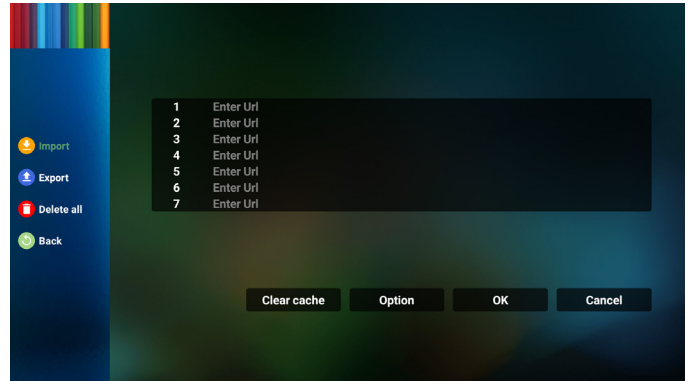 Import
Export
Delete all
Back
1 Enter Url
2 Enter Url
3 Enter Url
4 Enter Url
5 Enter Url
6 Enter Url
7 Enter Url
Clear cache Option OK Cancel